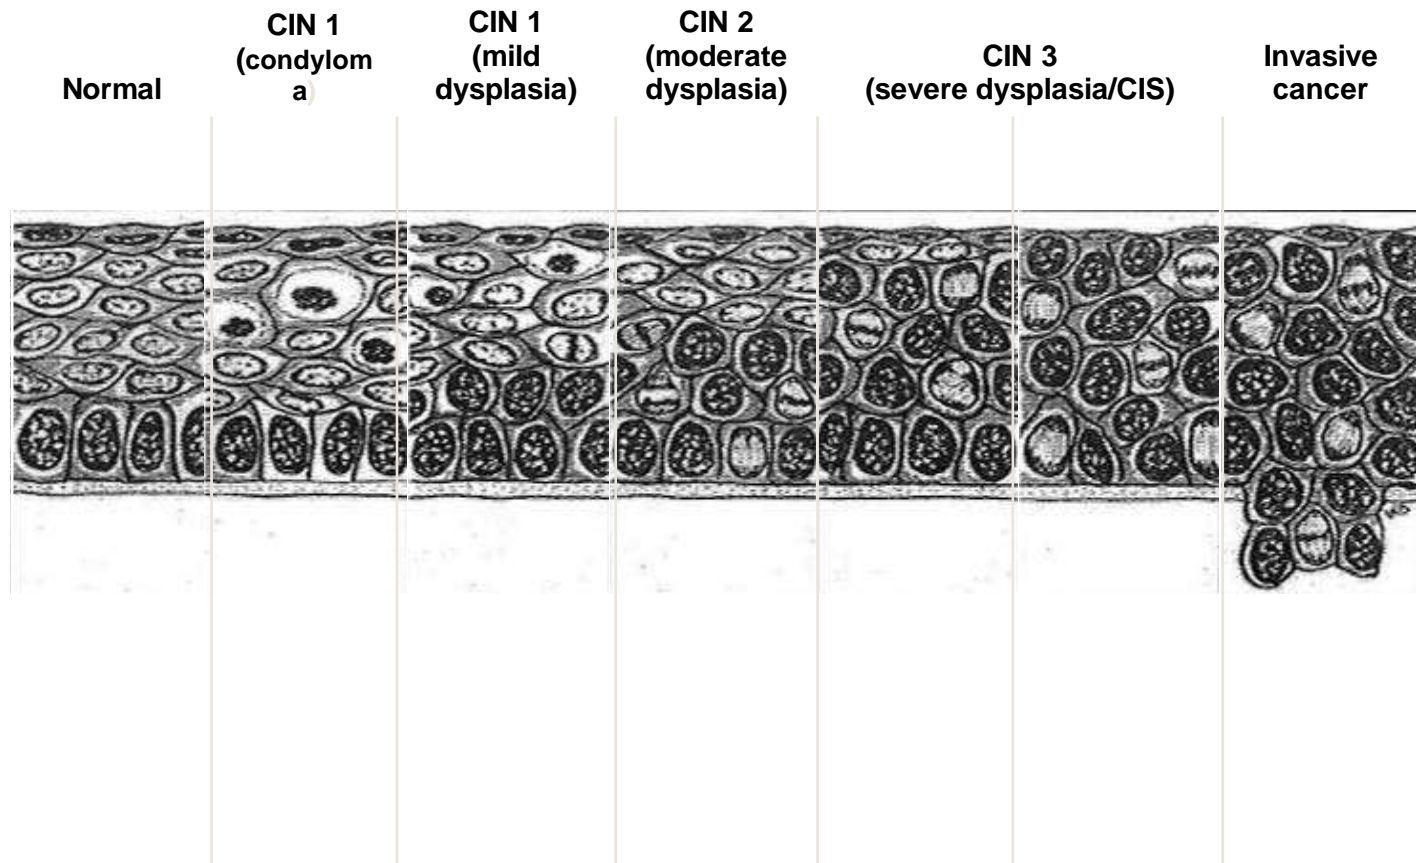 Normal
CIN 1
(condylom
a)
CIN 1
(mild
dysplasia)
CIN 2
(moderate
dysplasia)
CIN 3
(severe dysplasia/CIS)
Invasive
cancer